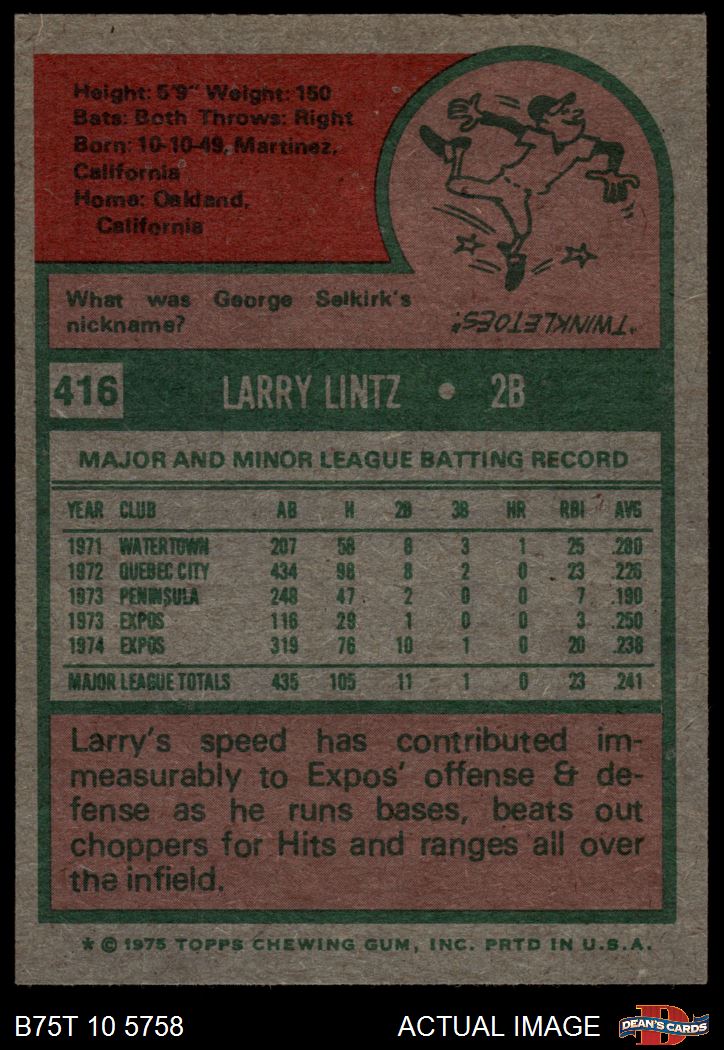 Height: 5'9" Weight: 150
Bats: Both Throws: Right
Born: 10-10-49, Martinez,
California
Home: Oakland,
California
What was George Selkirk's
nickname?
"TWINKLETOES".
416 LARRY LINTZ • 2B
MAJOR AND MINOR LEAGUE BATTING RECORD
YEAR CLUB AB H 2B 3B HR RBI AVG
1971 WATERTOWN 207 58 8 3 1 25 .280
1972 QUEBEC CITY 434 98 8 2 0 23 .226
1973 PENINSULA 248 47 2 0 0 7 .190
1973 EXPOS 116 29 1 0 0 3 .250
1974 EXPOS 319 76 10 1 0 20 .238
MAJOR LEAGUE TOTALS 435 105 11 1 0 23 .241
Larry's speed has contributed im-
measurably to Expos' offense & de-
fense as he runs bases, beats out
choppers for Hits and ranges all over
the infield.
* © 1975 TOPPS CHEWING GUM, INC. PRTD IN U.S.A.
B75T 10 5758 ACTUAL IMAGE D DEAN'S CARDS